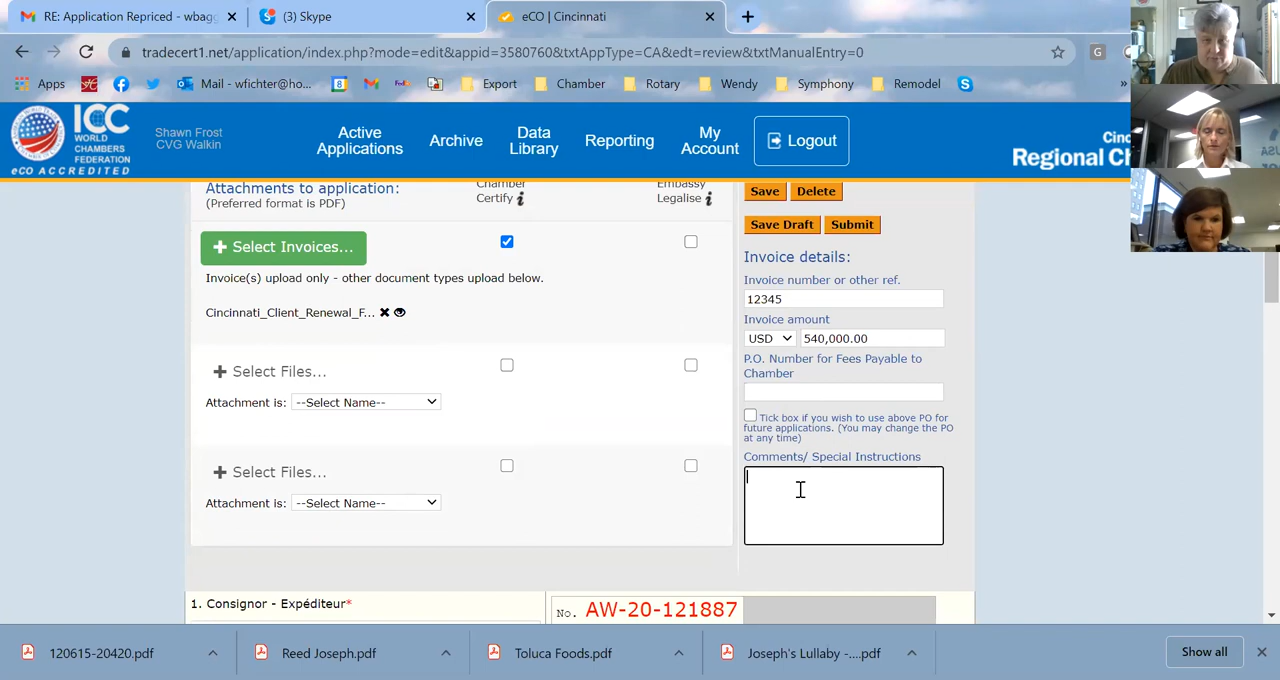 RE: Application Repriced - wbagg
(3) Skype
eCO | Cincinnati
tradecert1.net/application/index.php?mode=edit&appid=3580760&txtAppType=CA&edt=review&txtManualEntry=0
G
Apps
Mail - wfichter@ho...
8
Export
Chamber
Rotary
Wendy
Symphony
Remodel
»
ICC
WORLD
CHAMBERS
FEDERATION
eCO ACCREDITED
Shawn Frost
CVG Walkin
Active Applications
Archive
Data Library
Reporting
My Account
Logout
Cinc
Regional Ch
Attachments to application:
(Preferred format is PDF)
Chamber
Certify
Embassy
Legalise
Save
Delete
Save Draft
Submit
+ Select Invoices...
Invoice(s) upload only - other document types upload below.
Cincinnati_Client_Renewal_F...
+ Select Files...
Attachment is: --Select Name--
+ Select Files...
Attachment is: --Select Name--
Invoice details:
Invoice number or other ref.
12345
Invoice amount
USD 540,000.00
P.O. Number for Fees Payable to
Chamber
Tick box if you wish to use above PO for
future applications. (You may change the PO
at any time)
Comments/ Special Instructions
1. Consignor - Expéditeur*
No. AW-20-121887
120615-20420.pdf
Reed Joseph.pdf
Toluca Foods.pdf
Joseph's Lullaby -....pdf
Show all